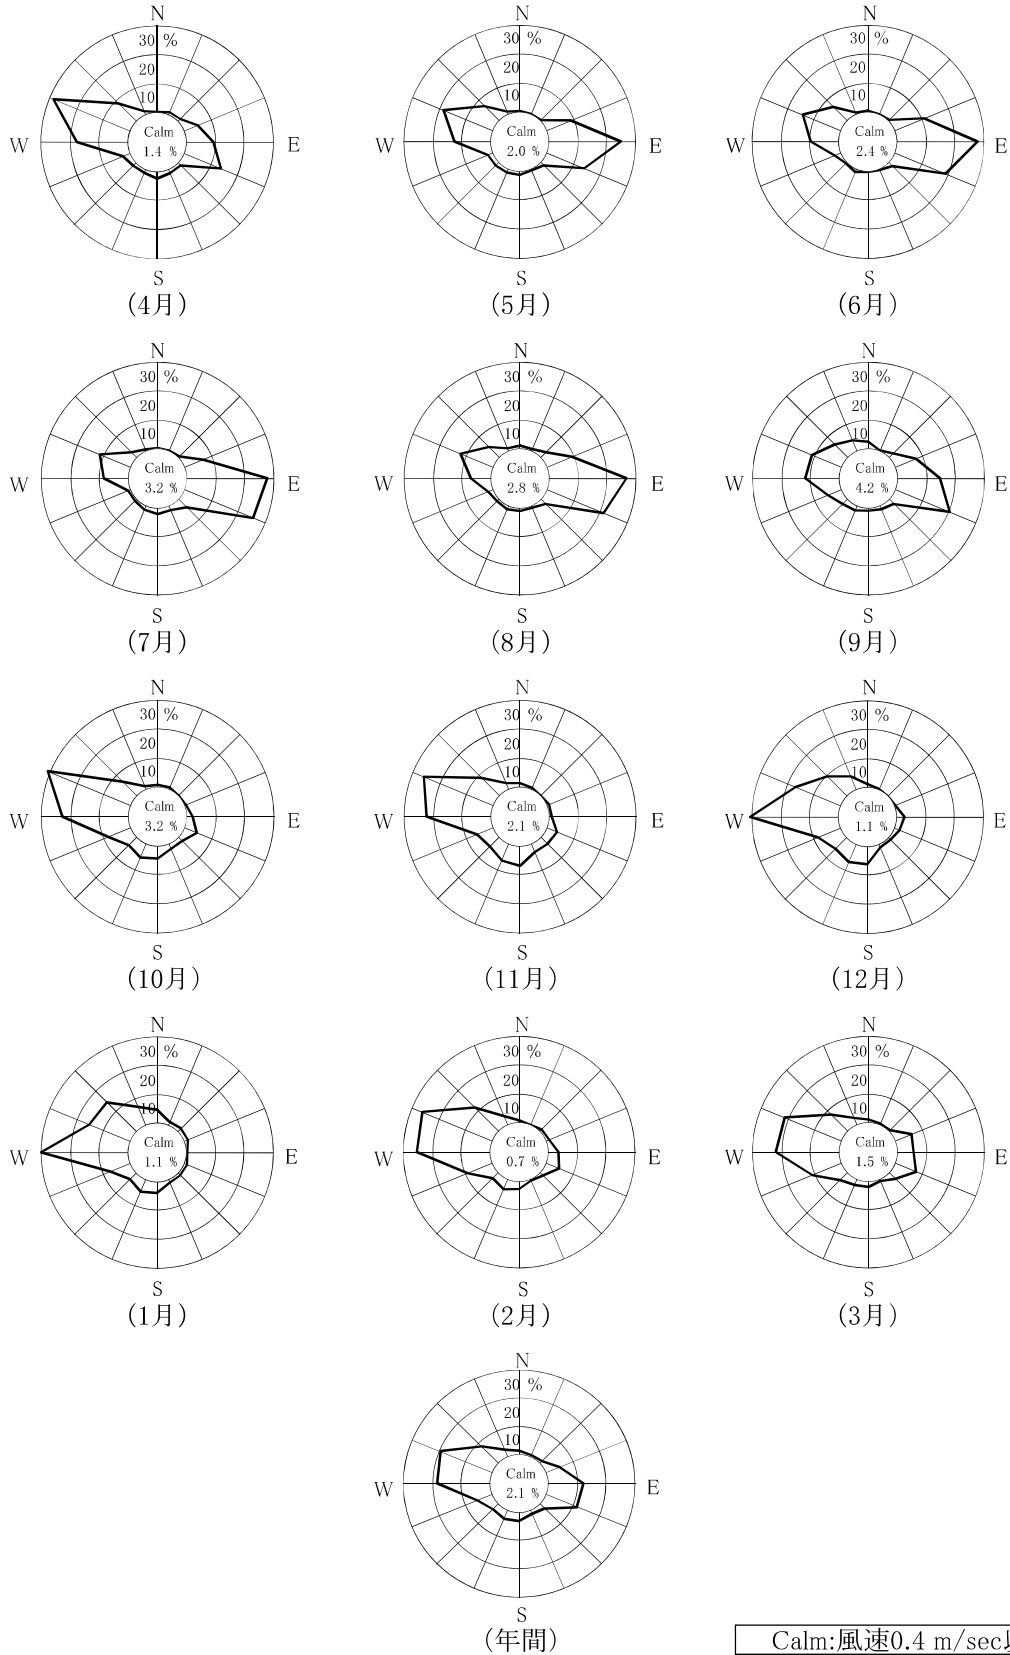 N
30 %
20
10
Calm
1.4 %
W
E
S
(4月)
N
30 %
20
10
Calm
2.0 %
W
E
S
(5月)
N
30 %
20
10
Calm
2.4 %
W
E
S
(6月)
N
30 %
20
10
Calm
3.2 %
W
E
S
(7月)
N
30 %
20
10
Calm
2.8 %
W
E
S
(8月)
N
30 %
20
10
Calm
4.2 %
W
E
S
(9月)
N
30 %
20
10
Calm
3.2 %
W
E
S
(10月)
N
30 %
20
10
Calm
2.1 %
W
E
S
(11月)
N
30 %
20
10
Calm
1.1 %
W
E
S
(12月)
N
30 %
20
10
Calm
1.1 %
W
E
S
(1月)
N
30 %
20
10
Calm
0.7 %
W
E
S
(2月)
N
30 %
20
10
Calm
1.5 %
W
E
S
(3月)
N
30 %
20
10
Calm
2.1 %
W
E
S
(年間)
Calm:風速0.4 m/sec